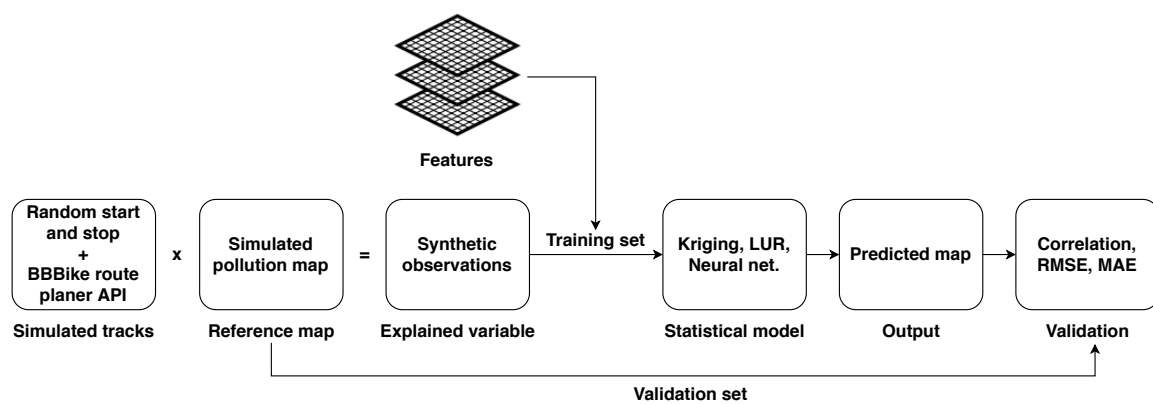 Features
Random start
and stop
+
BBBike route
planer API
x
Simulated
pollution map
=
Synthetic
observations
Training set
Kriging, LUR,
Neural net.
Predicted map
Correlation,
RMSE, MAE
Simulated tracks
Reference map
Explained variable
Statistical model
Output
Validation
Validation set